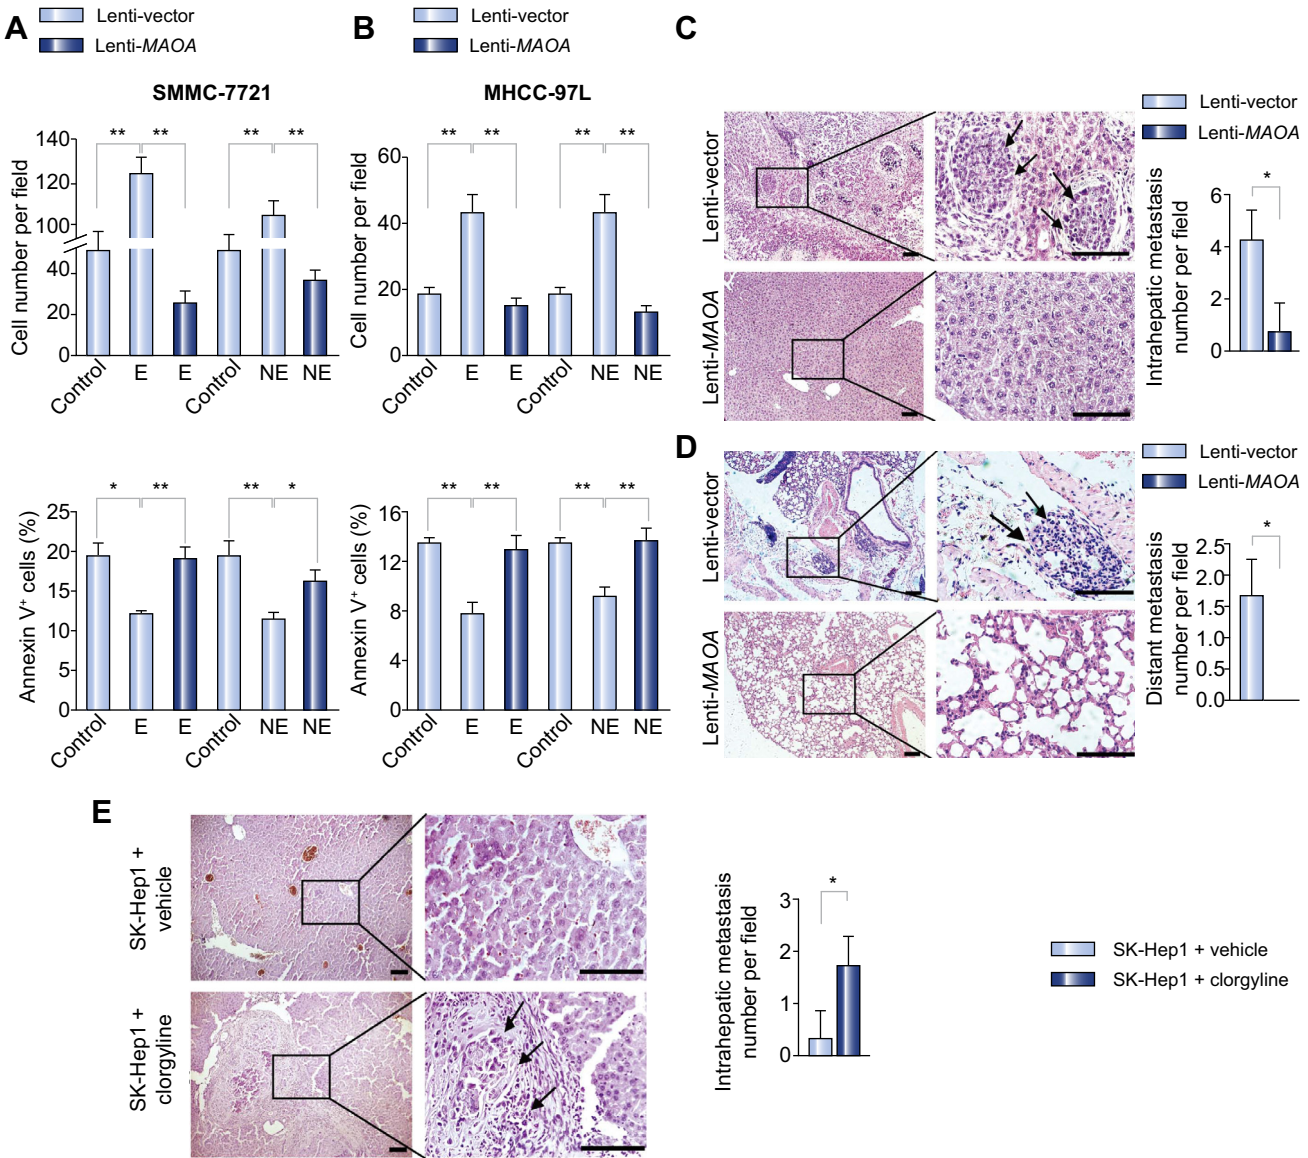 A
Lenti-vector
Lenti-MAOA
SMMC-7721
Cell number per field
140
120
100
40
20
0
** ** ** **
Control E E Control NE NE
Annexin V+ cells (%)
25
20
15
10
5
0
* ** ** *
Control E E Control NE NE
B
Lenti-vector
Lenti-MAOA
MHCC-97L
Cell number per field
60
40
20
0
** ** ** **
Control E E Control NE NE
Annexin V+ cells (%)
16
12
8
4
0
** ** ** **
Control E E Control NE NE
C
Lenti-vector
Lenti-MAOA
Lenti-vector
Lenti-MAOA
Intrahepatic metastasis
number per field
6
4
2
0
*
D
Lenti-vector
Lenti-MAOA
Lenti-vector
Lenti-MAOA
Distant metastasis
number per field
2.5
2.0
1.5
1.0
0.5
0.0
*
E
SK-Hep1 +
vehicle
SK-Hep1 +
clorgyline
Intrahepatic metastasis
number per field
3
2
1
0
*
SK-Hep1 + vehicle
SK-Hep1 + clorgyline